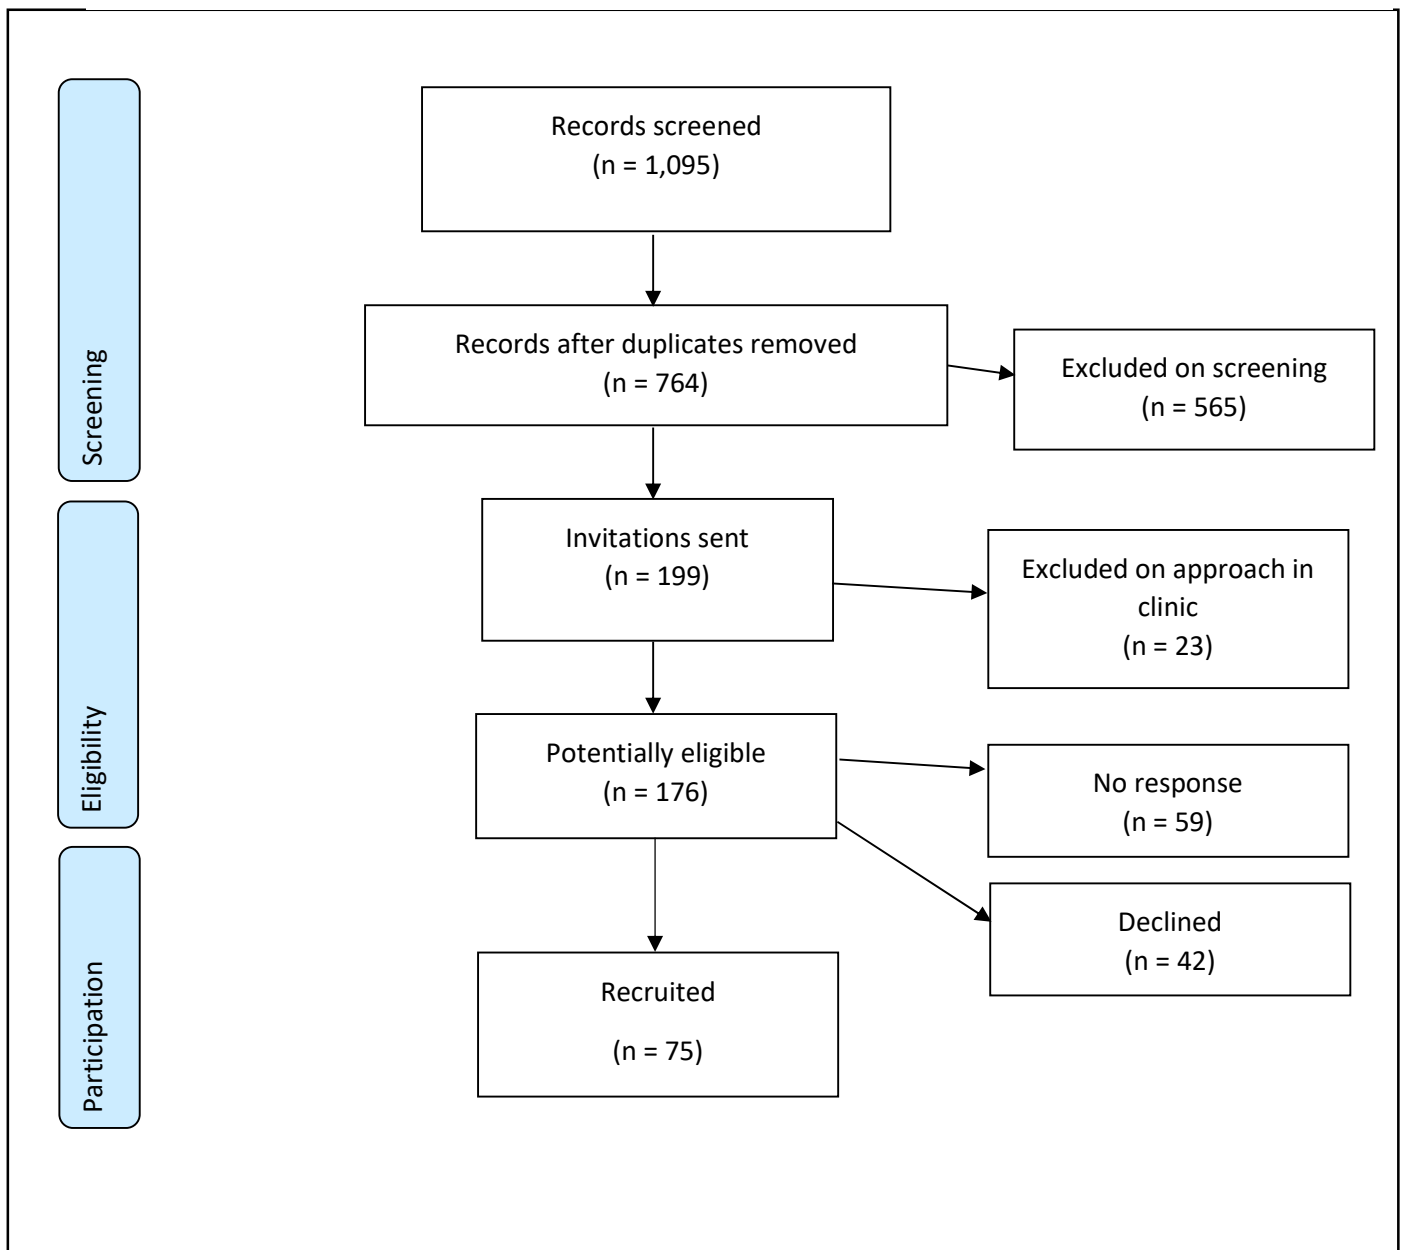 Records screened
(n = 1,095)
Records after duplicates removed
(n = 764)
Excluded on screening
(n = 565)
Screening
Invitations sent
(n = 199)
Excluded on approach in
clinic
(n = 23)
Eligibility
Potentially eligible
(n = 176)
No response
(n = 59)
Declined
(n = 42)
Participation
Recruited
(n = 75)